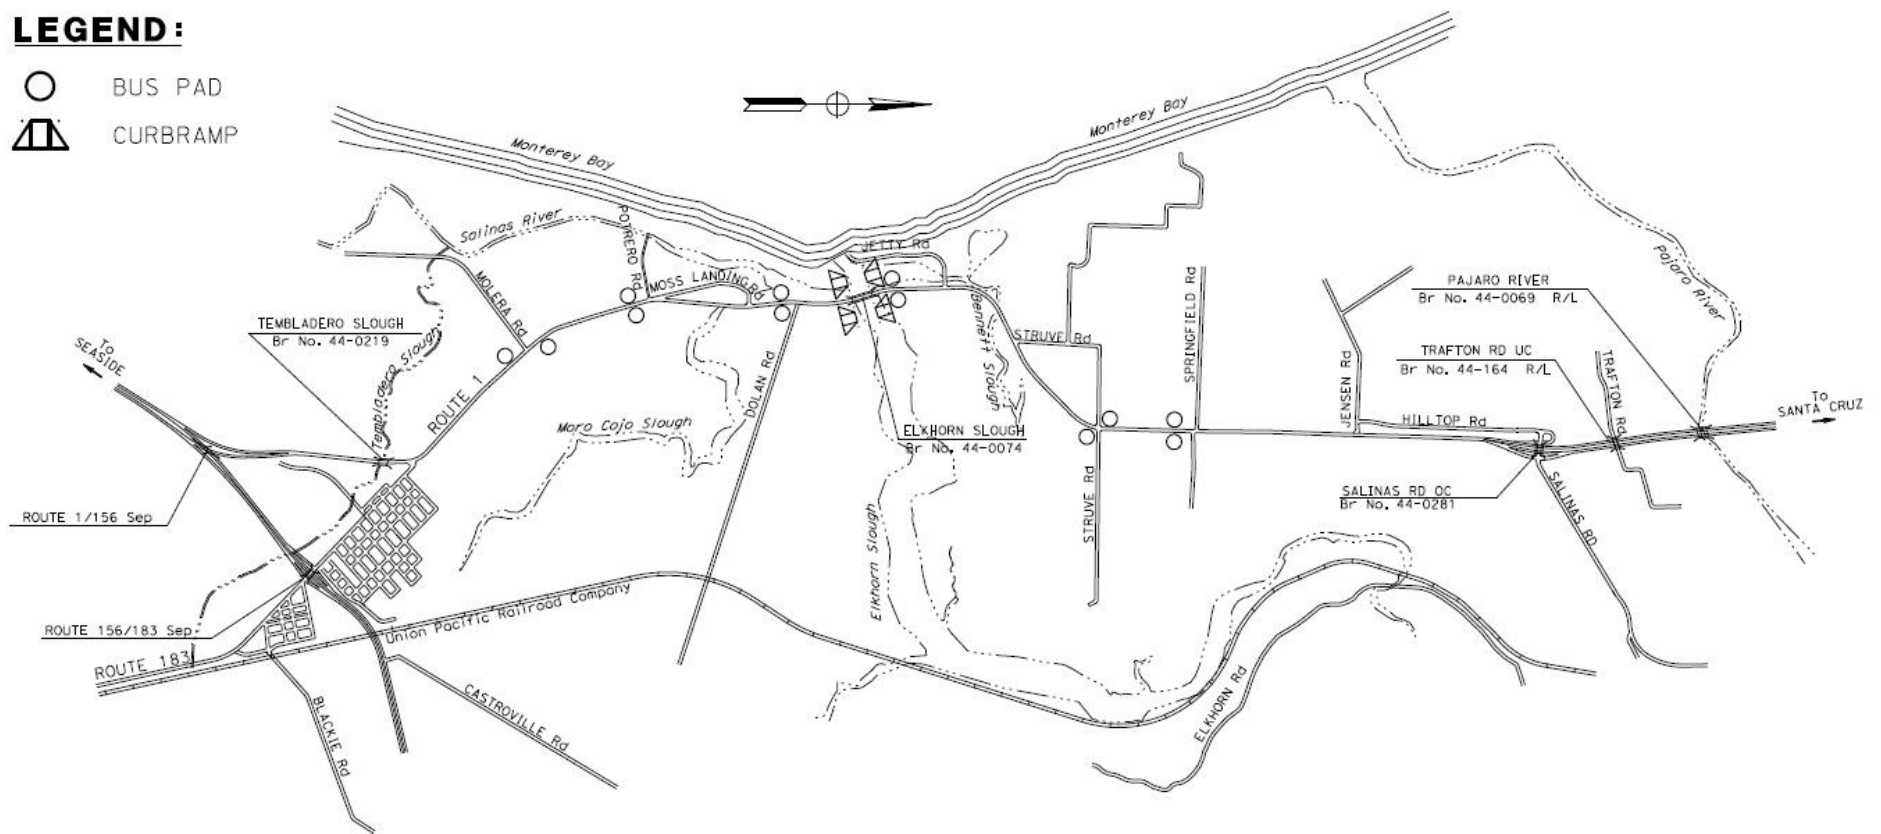 LEGEND:
BUS PAD
CURBRAMP
Monterey Bay
Monterey Bay
Salinas River
POTRERO Rd
MOSS LANDING Rd
JETTY Rd
MOLERA Rd
Pajaro River
PAJARO RIVER
Br No. 44-0069 R/L
TEMBLADERO SLOUGH
Br No. 44-0219
To
SEASIDE
Tembladero Slough
ROUTE 1
DOLAN Rd
Bennett Slough
STRUVE Rd
SPRINGFIELD Rd
JENSEN Rd
TRAFTON RD UC
Br No. 44-164 R/L
TRAFTON Rd
To
SANTA CRUZ
HILLTOP Rd
Moro Cojo Slough
ELKHORN SLOUGH
Br No. 44-0074
STRUVE Rd
SALINAS RD OC
Br No. 44-0281
SALINAS RD
ROUTE 1/156 Sep
Elkhorn Slough
Union Pacific Railroad Company
ROUTE 156/183 Sep
ROUTE 183
BLACKIE Rd
CASTROVILLE Rd
ELKHORN Rd